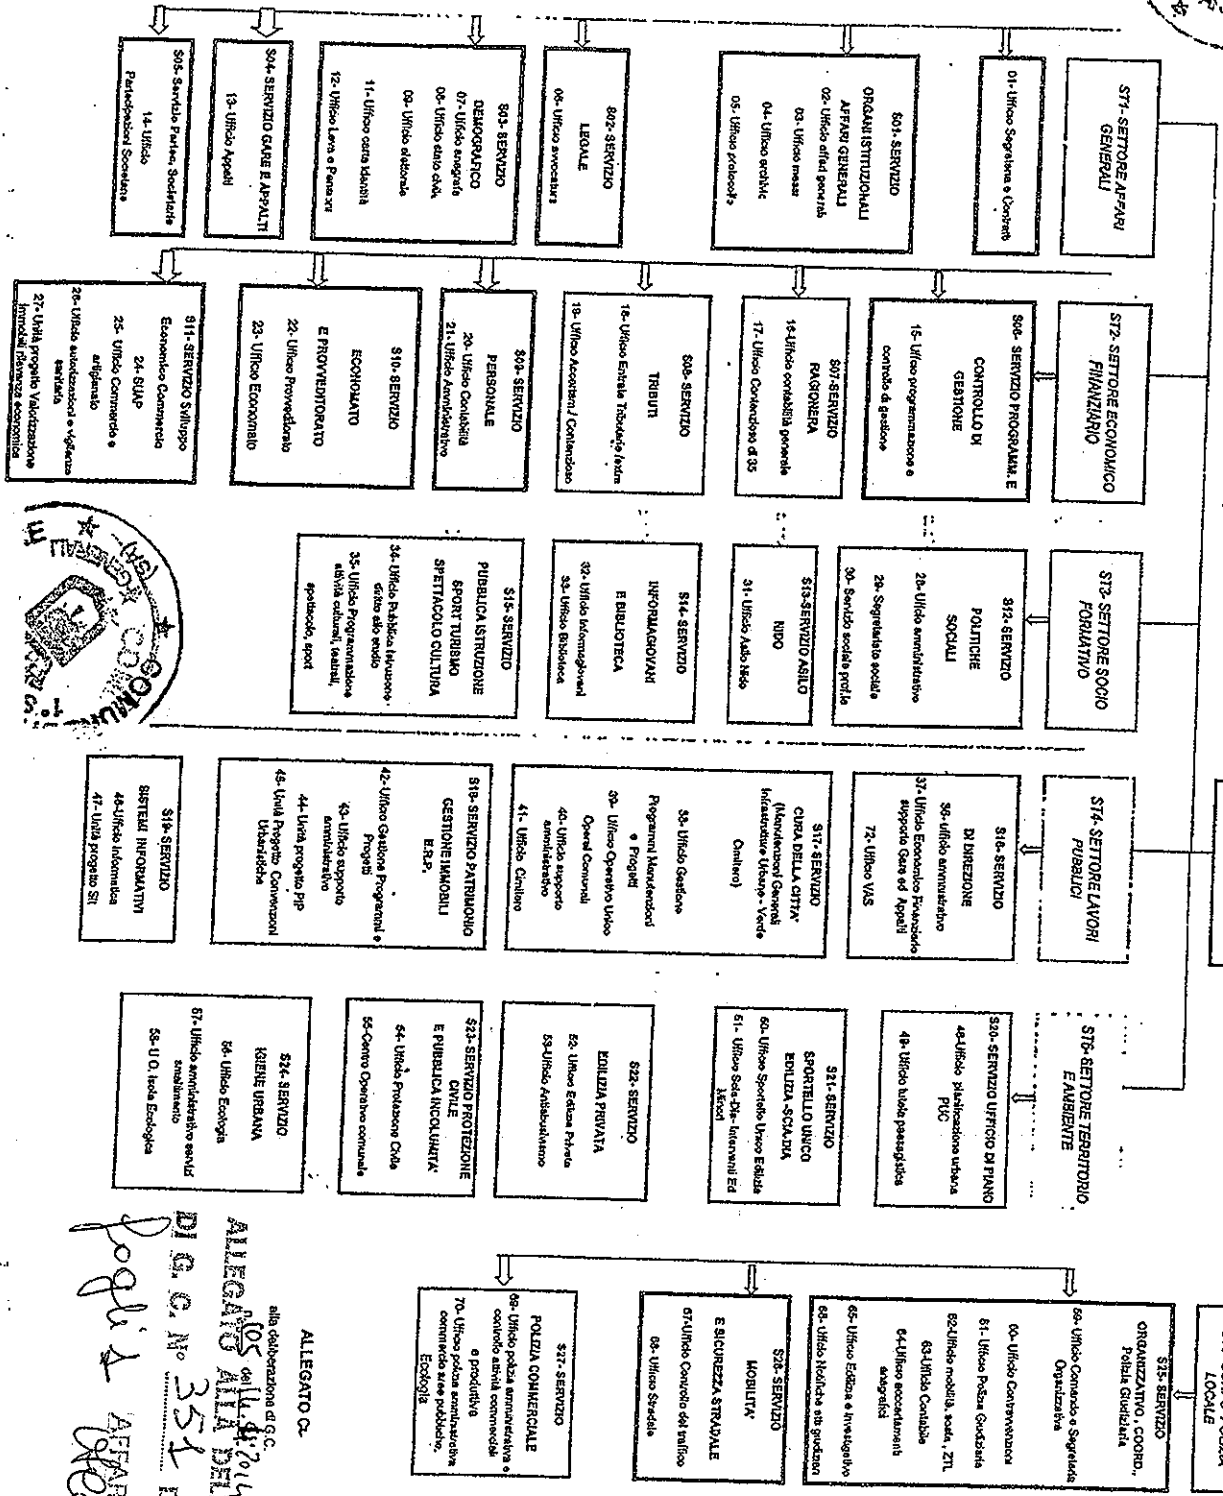 ST1- SETTORE AFFARI
GENERALI
01- Ufficio Segreteria e Contratti
S01- SERVIZIO
ORGANI ISTITUZIONALI
AFFARI GENERALI
02- Ufficio affari generali
03- Ufficio messi
04- Ufficio archivio
05- Ufficio protocollo
S02- SERVIZIO
LEGALE
06- Ufficio avvocatura
S03- SERVIZIO
DEMOGRAFICO
07- Ufficio anagrafe
08- Ufficio stato civile
09- Ufficio elettorale
11- Ufficio carta identità
12- Ufficio Leva e Pensioni
S04- SERVIZIO GARE E APPALTI
13- Ufficio Appalti
S05- Servizio Partec. Societarie
14- Ufficio
Partecipazioni Societarie
ST2- SETTORE ECONOMICO
FINANZIARIO
S06- SERVIZIO PROGRAMM. E
CONTROLLO DI
GESTIONE
15- Ufficio programmazione e
controllo di gestione
S07-SERVIZIO
RAGIONERIA
16-Ufficio contabilità generale
17- Ufficio Contenzioso dl 35
S08- SERVIZIO
TRIBUTI
18- Ufficio Entrate Tributarie /extra
19- Ufficio Accertam / Contenzioso
S09- SERVIZIO
PERSONALE
20- Ufficio Contabilità
21- Ufficio Amministrativo
S10- SERVIZIO
ECONOMATO
E PROVVEDITORATO
22- Ufficio Provveditorato
23- Ufficio Economato
S11- SERVIZIO Sviluppo
Economico Commercio
24- SUAP
25- Ufficio Commercio e
artigianato
26- Ufficio autorizzazioni e vigilanza
sanitaria
27- Unità progetto Valorizzazione
Immobili rilevanza economica
ST3- SETTORE SOCIO
FORMATIVO
S12- SERVIZIO
POLITICHE
SOCIALI
28- Ufficio amministrativo
29- Segretariato sociale
30- Servizio sociale prof.le
S13-SERVIZIO ASILO
NIDO
31- Ufficio Asilo Nido
S14- SERVIZIO
INFORMAGIOVANI
E BIBLIOTECA
32- Ufficio Informagiovani
33- Ufficio Biblioteca
S15- SERVIZIO
PUBBLICA ISTRUZIONE
SPORT TURISMO
SPETTACOLO CULTURA
34- Ufficio Pubblica Istruzione -
diritto allo studio
35- Ufficio Programmazione
attività culturali, teatrali,
spettacolo, sport
ST4- SETTORE LAVORI
PUBBLICI
S16- SERVIZIO
DI DIREZIONE
36- ufficio amministrativo
37- Ufficio Economico Finanziario
supporto Gare ed Appalti
72- Ufficio VAS
S17- SERVIZIO
CURA DELLA CITTA'
(Manutenzioni Generali
Infrastrutture Urbane - Verde
Cimitero)
38- Ufficio Gestione
Programmi Manutenzioni
e Progetti
39- Ufficio Operativo Unico
Operai Comunali
40- Ufficio supporto
amministrativo
41- Ufficio Cimitero
S18- SERVIZIO PATRIMONIO
GESTIONE IMMOBILI
E.R.P.
42- Ufficio Gestione Programmi e
Progetti
43- Ufficio supporto
amministrativo
44- Unità progetto PIP
45- Unità Progetto Convenzioni
Urbanistiche
S19- SERVIZIO
SISTEMI INFORMATIVI
46-Ufficio Informatica
47- Unità progetto Sit
ST5- SETTORE TERRITORIO
E AMBIENTE
S20- SERVIZIO UFFICIO DI PIANO
48-Ufficio pianificazione urbana
PUC
49- Ufficio tutela paesagistica
S21- SERVIZIO
SPORTELLO UNICO
EDILIZIA -SCIA-DIA
50- Ufficio Sportello Unico Edilizia
51- Ufficio Scia-Dia- Interventi Ed
Minori
S22- SERVIZIO
EDILIZIA PRIVATA
52- Ufficio Edilizia Privata
53-Ufficio Antiabusivismo
S23- SERVIZIO PROTEZIONE
CIVILE
E PUBBLICA INCOLUMITA'
54- Ufficio Protezione Civile
55-Centro Operativo comunale
S24- SERVIZIO
IGIENE URBANA
56- Ufficio Ecologia
57- Ufficio amministrativo servizi
smaltimento
58- U.O. Isola Ecologica
LOCALE
S25- SERVIZIO
ORGANIZZATIVO, COORD.,
Polizia Giudiziaria
59- Ufficio Comando e Segreteria
Organizzativa
60- Ufficio Contravvenzioni
61- Ufficio Polizia Giudiziaria
62-Ufficio mobilità, sosta, ZTL
63-Ufficio Contabile
64-Ufficio accertamenti
anagrafici
65- Ufficio Edilizia e Investigativo
66- Ufficio Notifiche atti giudiziari
S26- SERVIZIO
MOBILITA'
E SICUREZZA STRADALE
67-Ufficio Controllo del traffico
68- Ufficio Stradale
S27- SERVIZIO
POLIZIA COMMERCIALE
69- Ufficio polizia amministrativa e
controllo attività commerciali
e produttiva
70- Ufficio polizia amministrativa
commercio aree pubbliche,
Ecologia
ALLEGATO C
alla deliberazione di G.C.
ALLEGATO ALLA DEL
DI G. C. N° 351
fogli 1
COMUN
(SA)
GENERALI